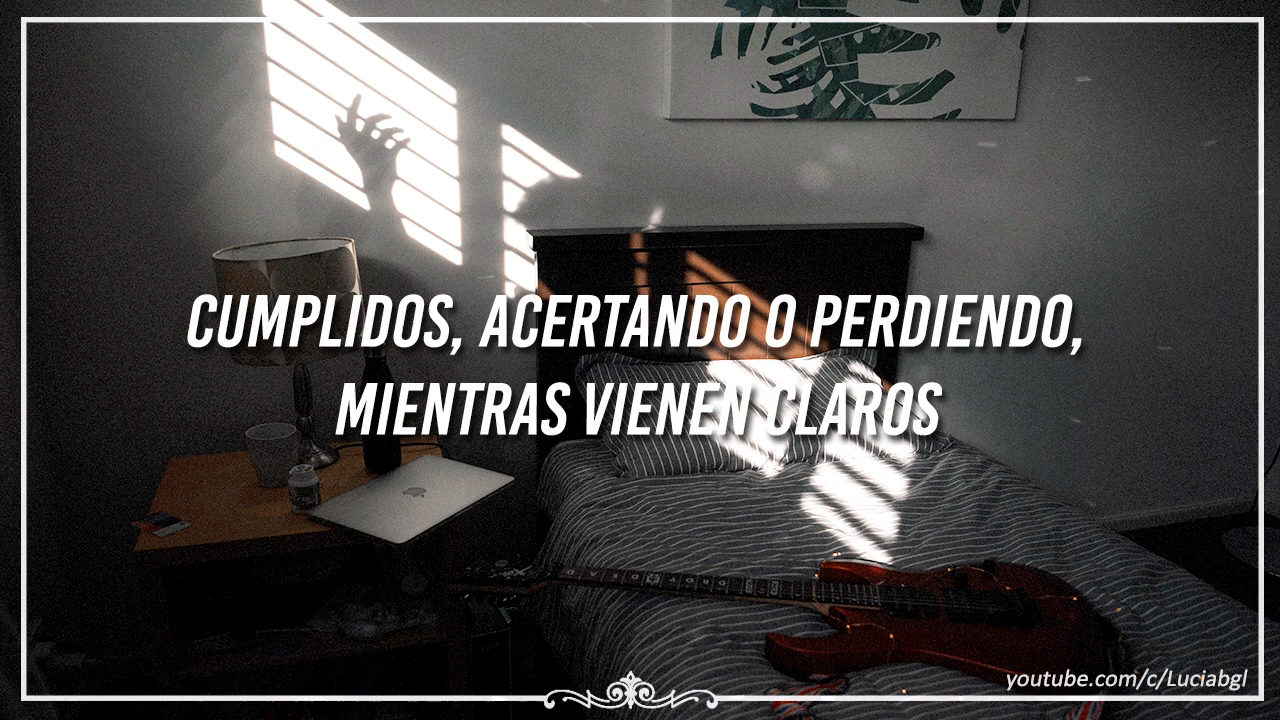 CUMPLIDOS, ACERTANDO O PERDIENDO,
MIENTRAS VIENEN CLAROS
youtube.com/c/Luciabgl